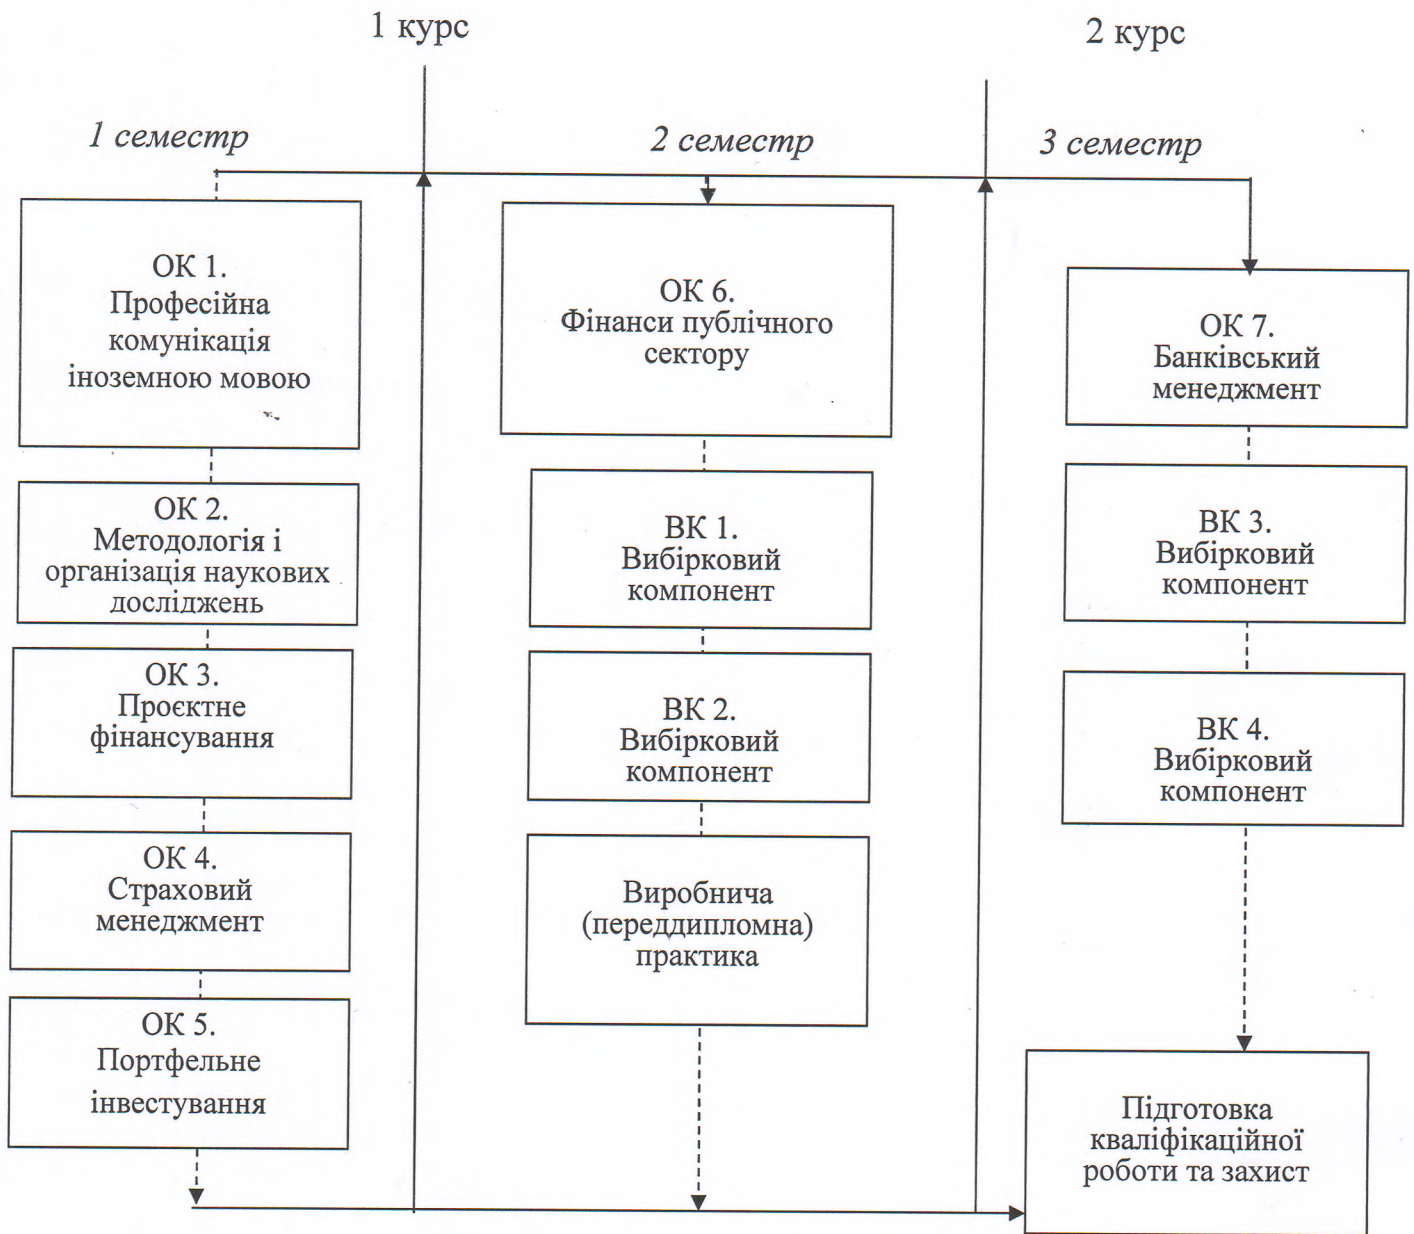 1 курс
2 курс
1 семестр
2 семестр
3 семестр
ОК 1.
Професійна
комунікація
іноземною мовою
ОК 2.
Методологія і
організація наукових
досліджень
ОК 3.
Проєктне
фінансування
ОК 4.
Страховий
менеджмент
ОК 5.
Портфельне
інвестування
ОК 6.
Фінанси публічного
сектору
ВК 1.
Вибірковий
компонент
ВК 2.
Вибірковий
компонент
Виробнича
(переддипломна)
практика
ОК 7.
Банківський
менеджмент
ВК 3.
Вибірковий
компонент
ВК 4.
Вибірковий
компонент
Підготовка
кваліфікаційної
роботи та захист